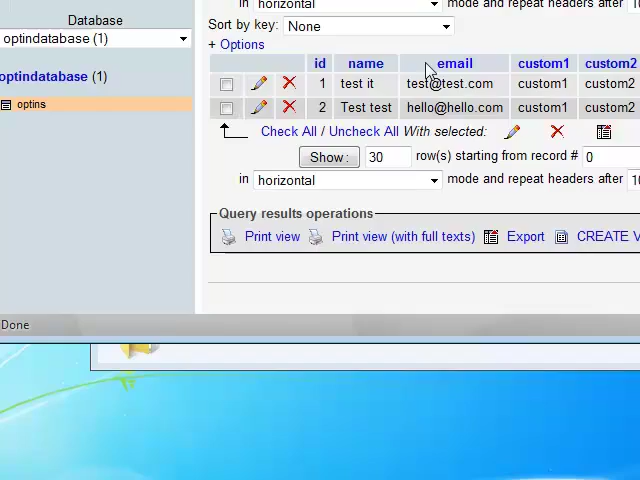 in horizontal mode and repeat headers after 10
Database
optindatabase (1)
Sort by key: None
+ Options
optindatabase (1)
optins
id name email custom1 custom2
1 test it test@test.com custom1 custom2
2 Test test hello@hello.com custom1 custom2
Check All / Uncheck All With selected:
Show : 30 row(s) starting from record # 0
in horizontal mode and repeat headers after 10
Query results operations
Print view Print view (with full texts) Export CREATE V
Done